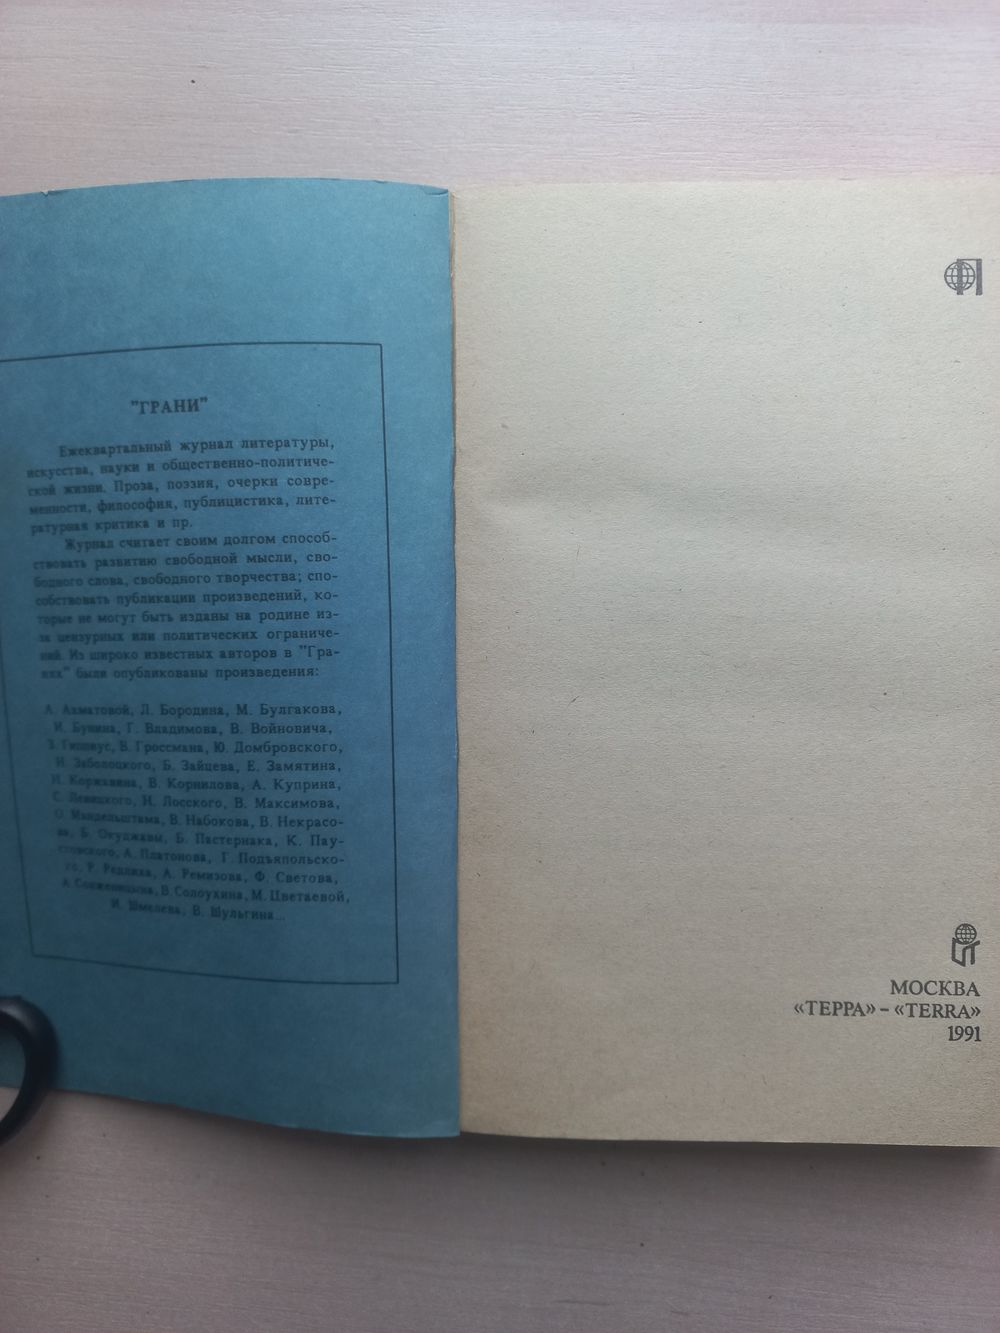 "ГРАНИ"
Ежеквартальный журнал литературы,
искусства, науки и общественно-политиче-
ской жизни. Проза, поэзия, очерки совре-
менности, философия, публицистика, лите-
ратурная критика и пр.
Журнал считает своим долгом способ-
ствовать развитию свободной мысли, сво-
бодного слова, свободного творчества; спо-
собствовать публикации произведений, ко-
торые не могут быть изданы на родине из-
за цензурных или политических ограниче-
ний. Из широко известных авторов в "Гра-
нях" были опубликованы произведения:
А. Ахматовой, Л. Бородина, М. Булгакова,
И. Бунина, Г. Владимова, В. Войновича,
З. Гиппиус, В. Гроссмана, Ю. Домбровского,
Н. Заболоцкого, Б. Зайцева, Е. Замятина,
Н. Коржавина, В. Корнилова, А. Куприна,
С. Левицкого, Н. Лосского, В. Максимова,
О. Мандельштама, В. Набокова, В. Некрасо-
ва, Б. Окуджавы, Б. Пастернака, К. Пау-
стовского, А. Платонова, Г. Подъяпольско-
го, Р. Редлиха, А. Ремизова, Ф. Светова,
А. Солженицына, В. Солоухина, М. Цветаевой,
И. Шмелева, В. Шульгина...
МОСКВА
«ТЕРРА» – «TERRA»
1991